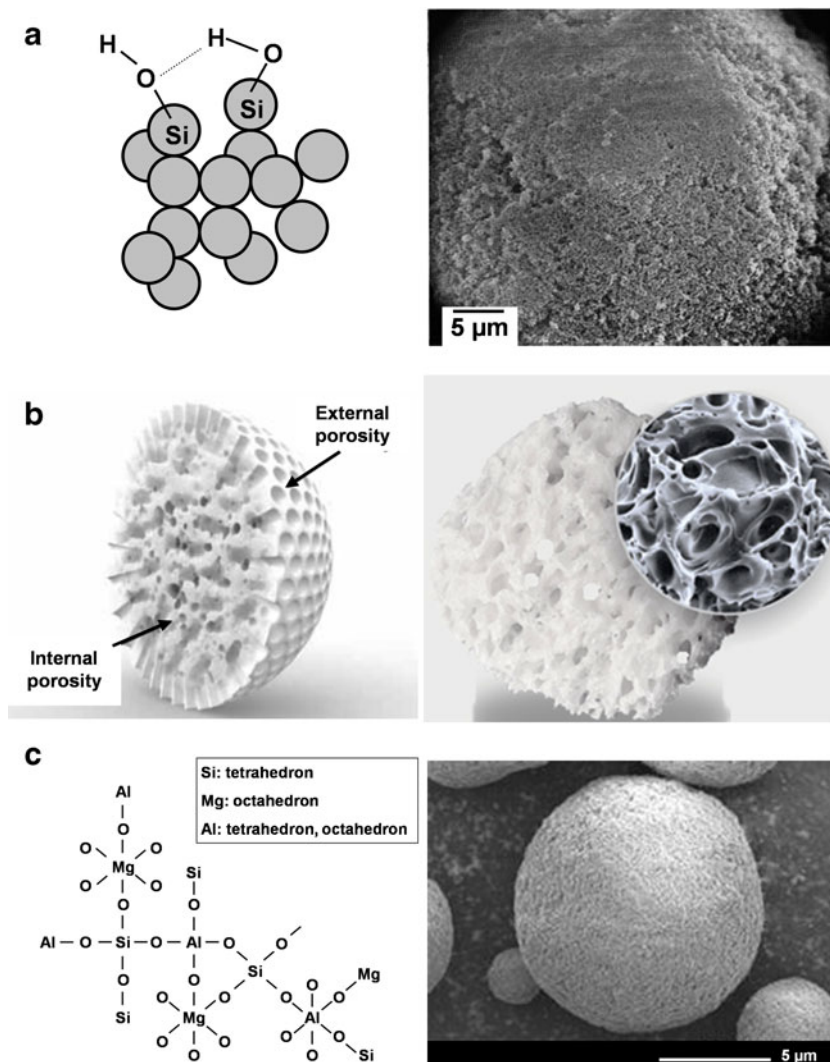 a
H
O
H
O
Si
Si
5 µm
b
External
porosity
Internal
porosity
c
Si: tetrahedron
Mg: octahedron
Al: tetrahedron, octahedron
Al
O
O O
Mg
O O
O
Si
O
O
Al O Si O Al O
O
O
Si
Si
O O
Mg
O O
O
O
Si
O
O O
Al
O O
O
Mg
Si
5 µm